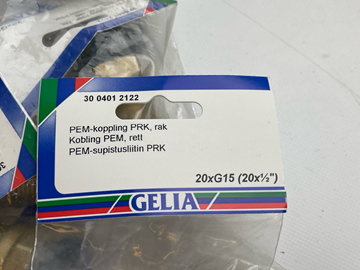 30 0401 2122
PEM-koppling PRK, rak
Kobling PEM, rett
PEM-supistusliitin PRK
20xG15 (20x½")
GELIA